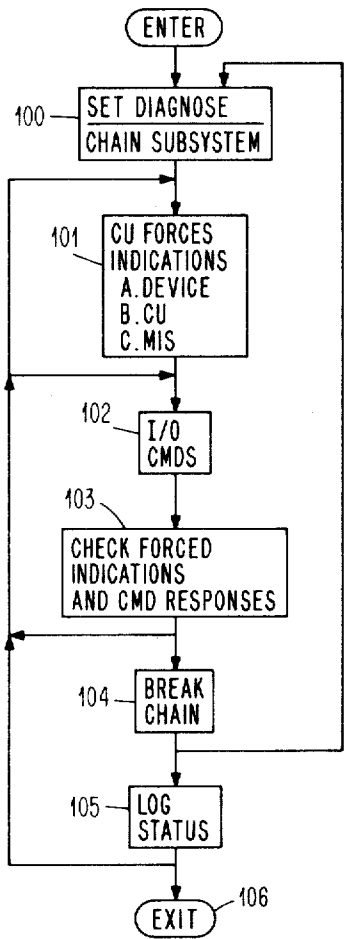 ENTER
100
SET DIAGNOSE
CHAIN SUBSYSTEM
101
CU FORCES
INDICATIONS
A.DEVICE
B.CU
C.MIS
102
I/O
CMDS
103
CHECK FORCED
INDICATIONS
AND CMD RESPONSES
104
BREAK
CHAIN
105
LOG
STATUS
EXIT
106